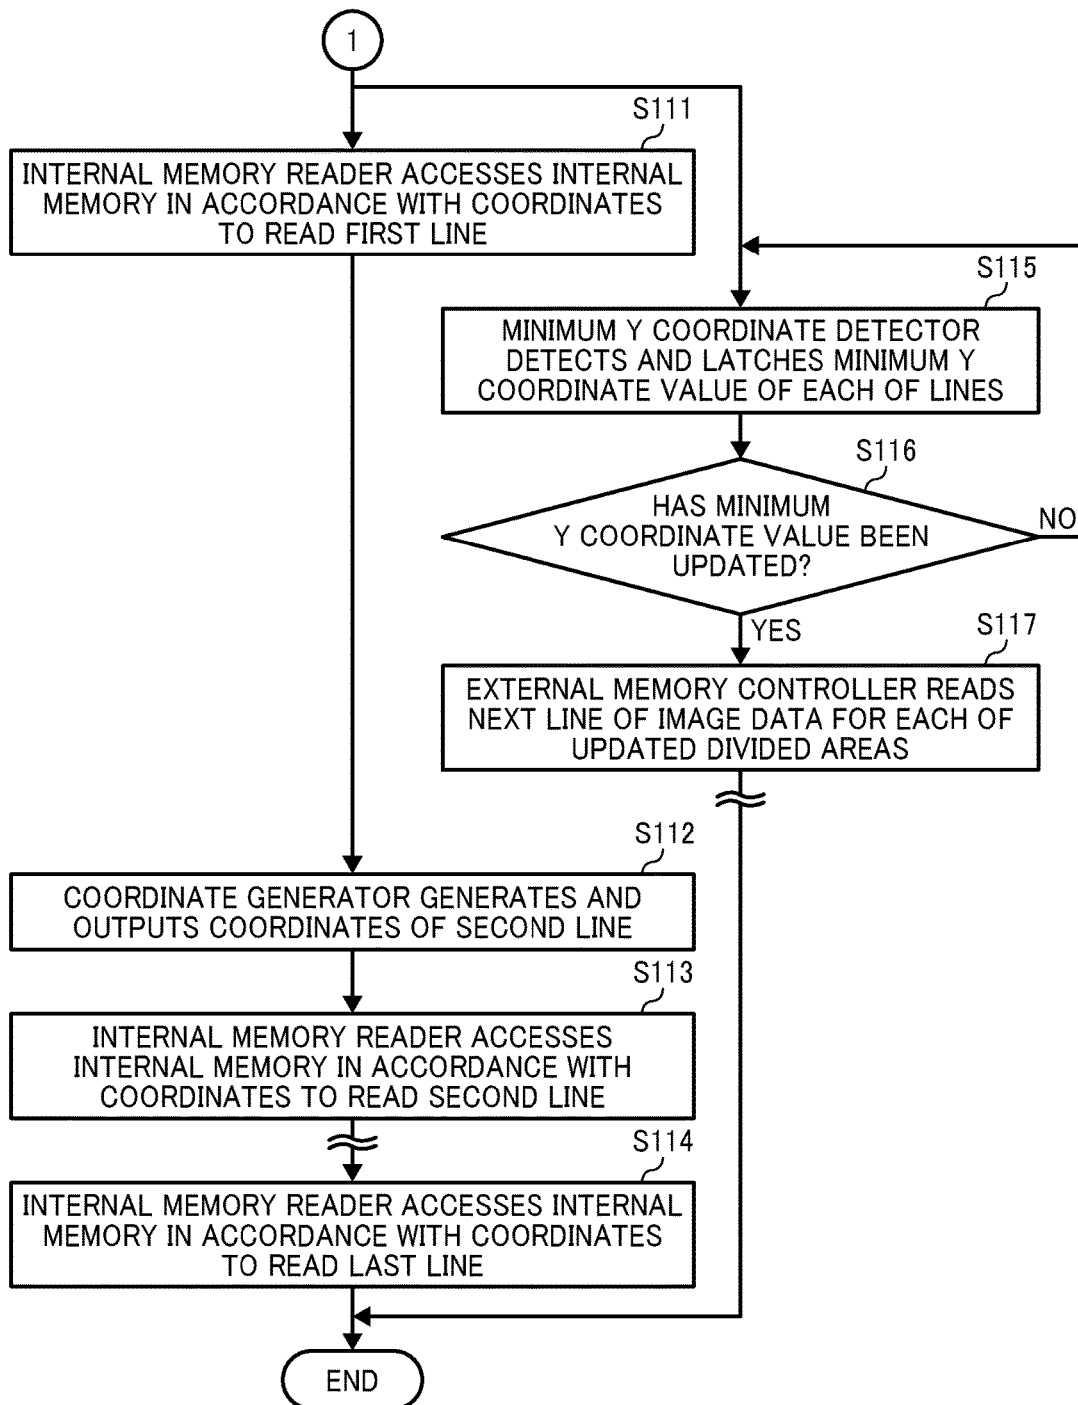 1
S111
INTERNAL MEMORY READER ACCESSES INTERNAL
MEMORY IN ACCORDANCE WITH COORDINATES
TO READ FIRST LINE
S115
MINIMUM Y COORDINATE DETECTOR
DETECTS AND LATCHES MINIMUM Y
COORDINATE VALUE OF EACH OF LINES
S116
HAS MINIMUM
Y COORDINATE VALUE BEEN
UPDATED?
NO
YES
S117
EXTERNAL MEMORY CONTROLLER READS
NEXT LINE OF IMAGE DATA FOR EACH OF
UPDATED DIVIDED AREAS
S112
COORDINATE GENERATOR GENERATES AND
OUTPUTS COORDINATES OF SECOND LINE
S113
INTERNAL MEMORY READER ACCESSES
INTERNAL MEMORY IN ACCORDANCE WITH
COORDINATES TO READ SECOND LINE
S114
INTERNAL MEMORY READER ACCESSES INTERNAL
MEMORY IN ACCORDANCE WITH COORDINATES
TO READ LAST LINE
END